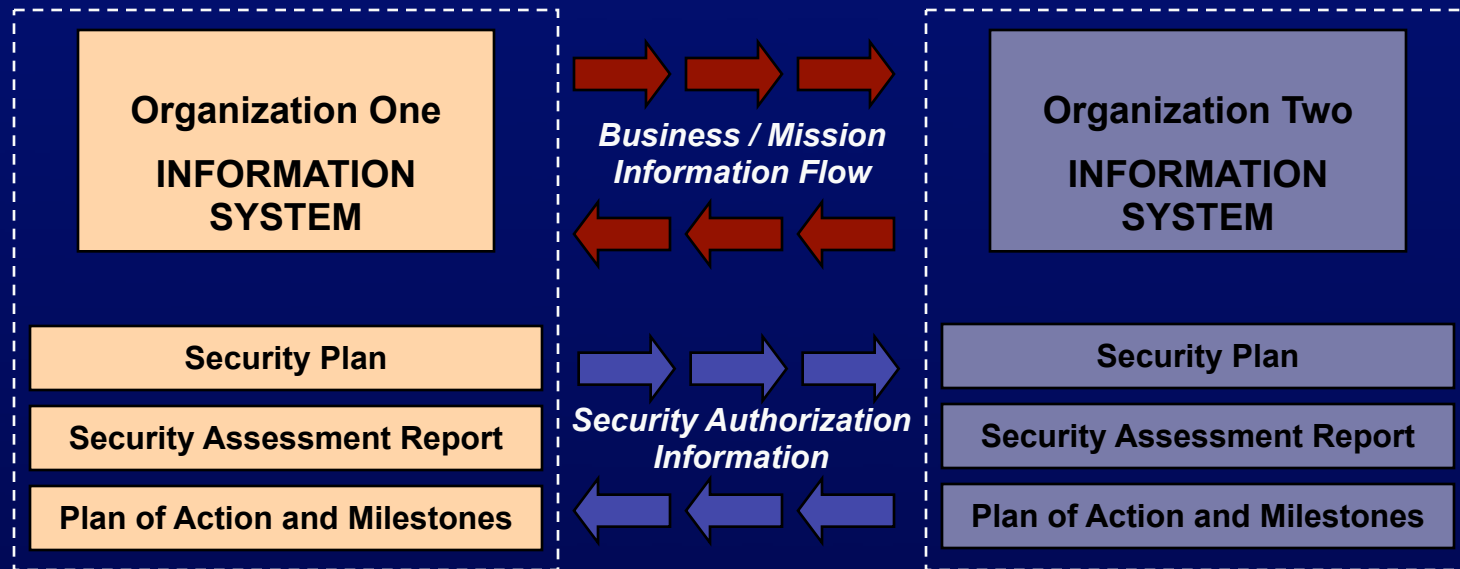 Organization One
INFORMATION
SYSTEM
Business / Mission
Information Flow
Organization Two
INFORMATION
SYSTEM
Security Plan
Security Assessment Report
Plan of Action and Milestones
Security Authorization
Information
Security Plan
Security Assessment Report
Plan of Action and Milestones